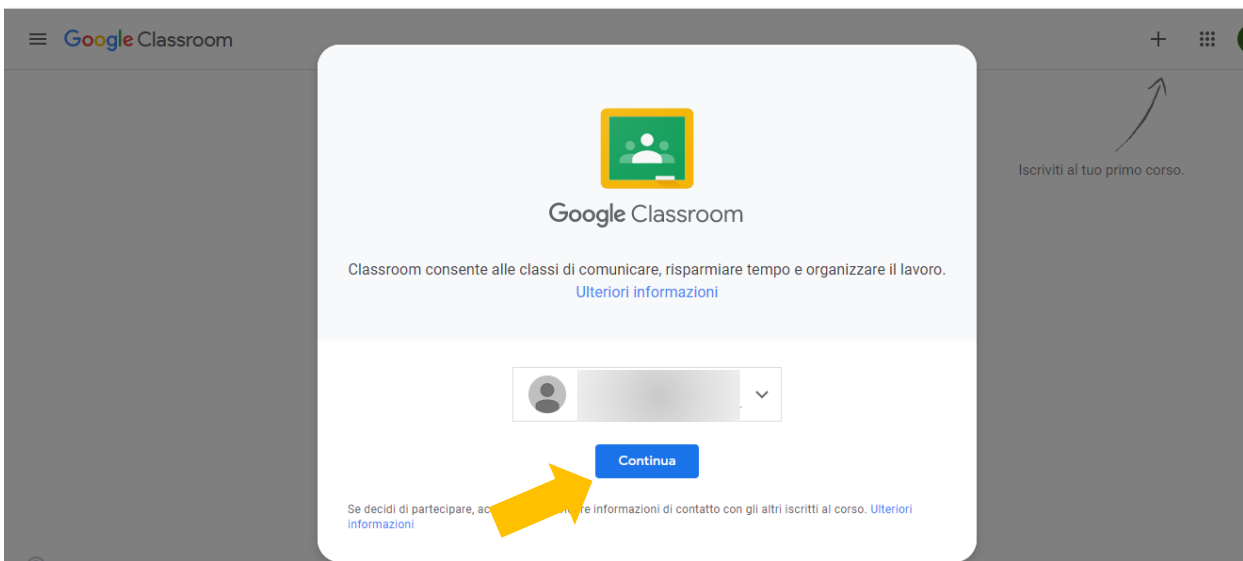 Google Classroom
Iscriviti al tuo primo corso.
Google Classroom
Classroom consente alle classi di comunicare, risparmiare tempo e organizzare il lavoro.
Ulteriori informazioni
Continua
Se decidi di partecipare, informazioni di contatto con gli altri iscritti al corso. Ulteriori
informazioni